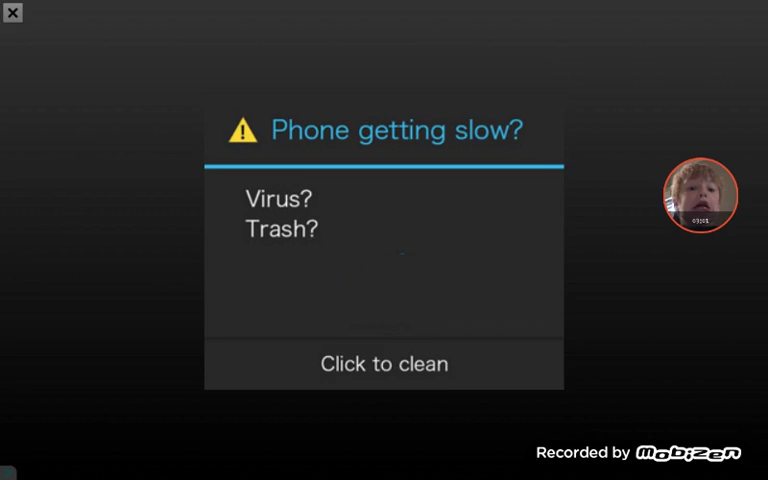 Phone getting slow?
Virus?
Trash?
Click to clean
Recorded by Mobizen